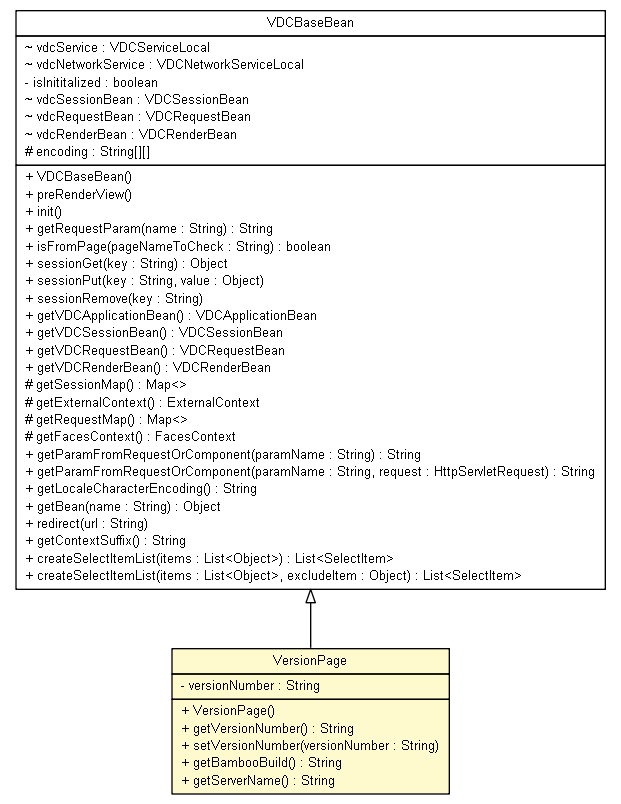 VDCBaseBean
~ vdcService : VDCServiceLocal
~ vdcNetworkService : VDCNetworkServiceLocal
- isInititalized : boolean
~ vdcSessionBean : VDCSessionBean
~ vdcRequestBean : VDCRequestBean
~ vdcRenderBean : VDCRenderBean
# encoding : String[][]
+ VDCBaseBean()
+ preRenderView()
+ init()
+ getRequestParam(name : String) : String
+ isFromPage(pageNameToCheck : String) : boolean
+ sessionGet(key : String) : Object
+ sessionPut(key : String, value : Object)
+ sessionRemove(key : String)
+ getVDCApplicationBean() : VDCApplicationBean
+ getVDCSessionBean() : VDCSessionBean
+ getVDCRequestBean() : VDCRequestBean
+ getVDCRenderBean() : VDCRenderBean
# getSessionMap() : Map<>
# getExternalContext() : ExternalContext
# getRequestMap() : Map<>
# getFacesContext() : FacesContext
+ getParamFromRequestOrComponent(paramName : String) : String
+ getParamFromRequestOrComponent(paramName : String, request : HttpServletRequest) : String
+ getLocaleCharacterEncoding() : String
+ getBean(name : String) : Object
+ redirect(url : String)
+ getContextSuffix() : String
+ createSelectItemList(items : List<Object>) : List<SelectItem>
+ createSelectItemList(items : List<Object>, excludeItem : Object) : List<SelectItem>
VersionPage
- versionNumber : String
+ VersionPage()
+ getVersionNumber() : String
+ setVersionNumber(versionNumber : String)
+ getBambooBuild() : String
+ getServerName() : String